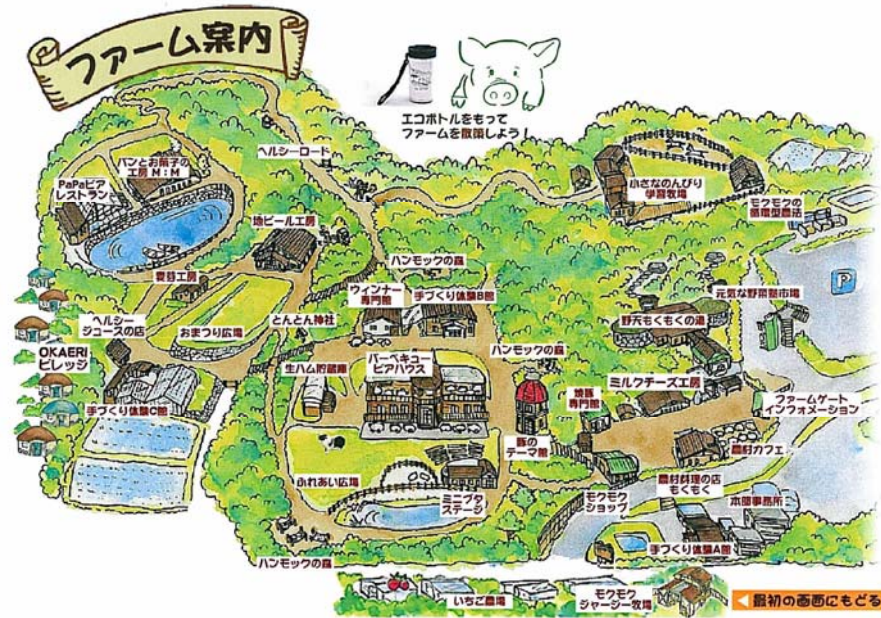 ファーム案内
エコボトルをもって
ファームを散策しよう!
ヘルシーロード
パンとお菓子の
工房 M:M
PaPaビア
レストラン
小さなのんびり
学習牧場
モクモクの
循環型農法
地ビール工房
ハンモックの森
P
麦芽工房
ウィンナー
専門館
手づくり体験B館
元気な野菜塾市場
ヘルシー
ジュースの店
おまつり広場
とんとん神社
野天もくもくの湯
OKAERi
ビレッジ
生ハム貯蔵庫
バーベキュー
ビアハウス
ハンモックの森
焼豚
専門館
ミルクチーズ工房
手づくり体験C館
ファームゲート
インフォメーション
豚の
テーマ館
農村カフェ
ふれあい広場
ミニブタ
ステージ
モクモク
ショップ
農村料理の店
もくもく
本部事務所
手づくり体験A館
ハンモックの森
いちご農場
モクモク
ジャージー牧場
最初の画面にもどる